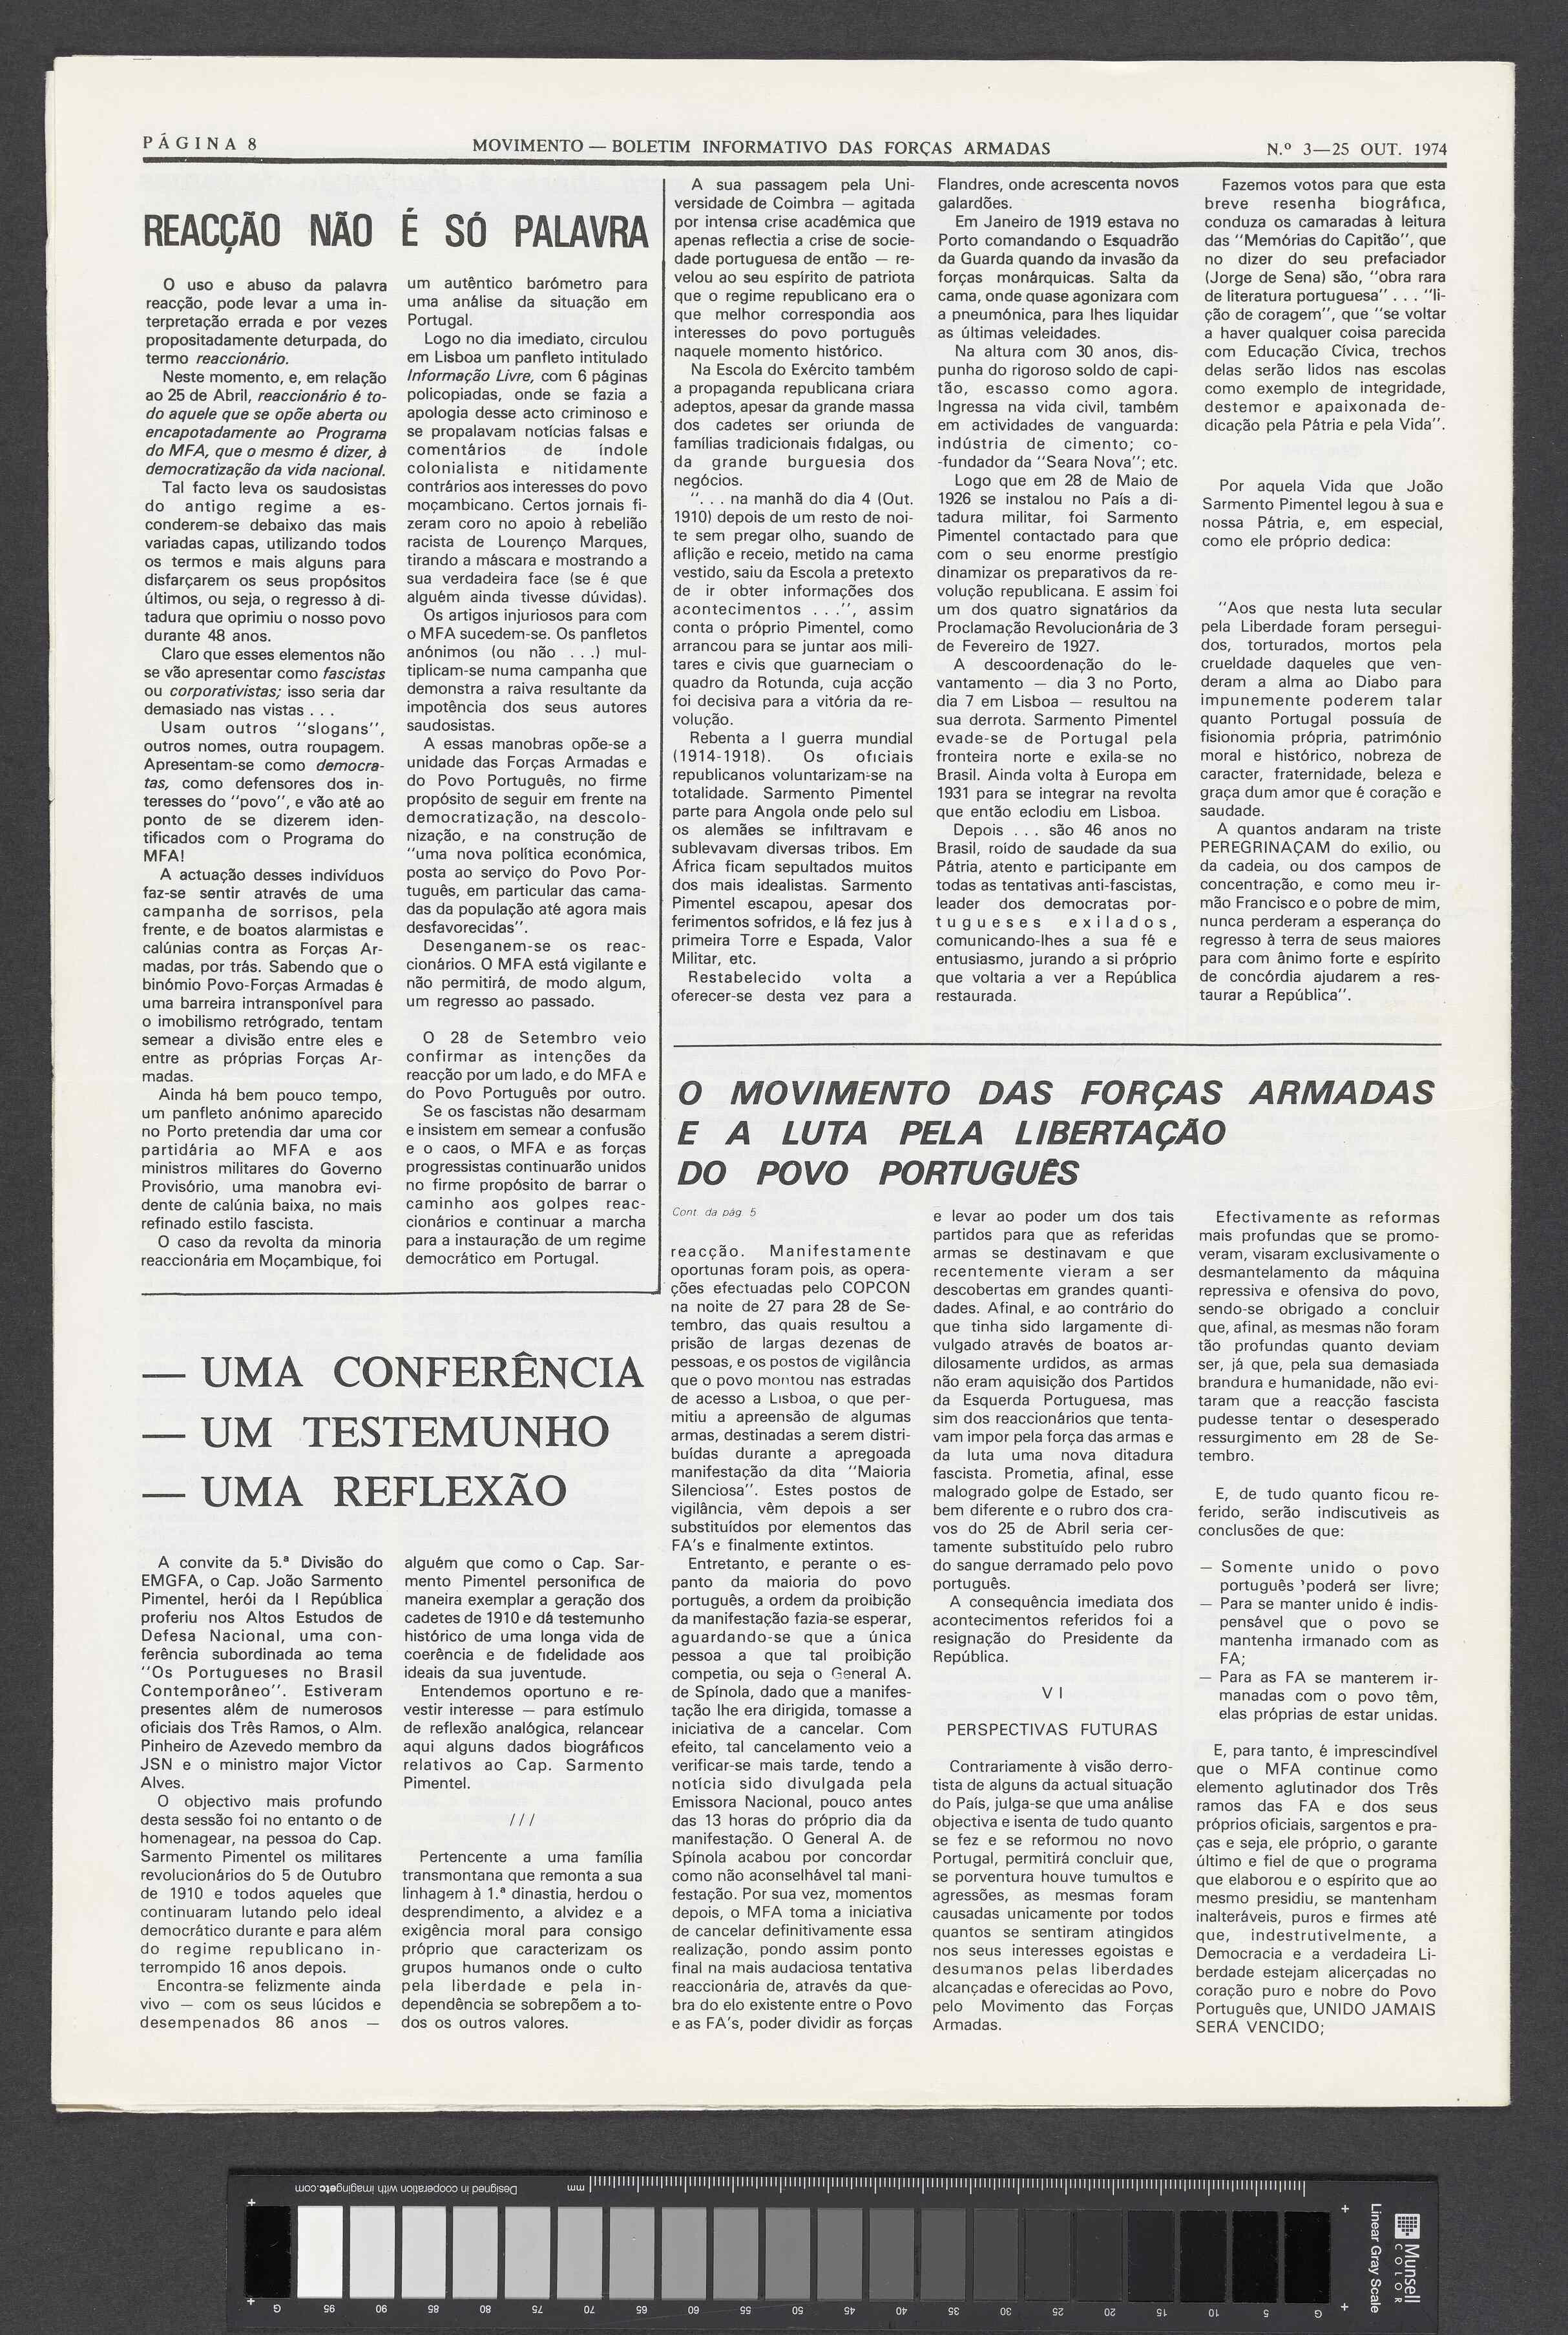 PÁGINA 8
MOVIMENTO — BOLETIM INFORMATIVO DAS FORÇAS ARMADAS
N.º 3—25 OUT. 1974
REACÇÃO NÃO É SÓ PALAVRA
O uso e abuso da palavra
reacção, pode levar a uma in-
terpretação errada e por vezes
propositadamente deturpada, do
termo reaccionário.
Neste momento, e, em relação
ao 25 de Abril, reaccionário é to-
do aquele que se opõe aberta ou
encapotadamente ao Programa
do MFA, que o mesmo é dizer, à
democratização da vida nacional.
Tal facto leva os saudosistas
do antigo regime a es-
conderem-se debaixo das mais
variadas capas, utilizando todos
os termos e mais alguns para
disfarçarem os seus propósitos
últimos, ou seja, o regresso à di-
tadura que oprimiu o nosso povo
durante 48 anos.
Claro que esses elementos não
se vão apresentar como fascistas
ou corporativistas; isso seria dar
demasiado nas vistas . . .
Usam outros "slogans",
outros nomes, outra roupagem.
Apresentam-se como democra-
tas, como defensores dos in-
teresses do "povo", e vão até ao
ponto de se dizerem iden-
tificados com o Programa do
MFA!
A actuação desses indivíduos
faz-se sentir através de uma
campanha de sorrisos, pela
frente, e de boatos alarmistas e
calúnias contra as Forças Ar-
madas, por trás. Sabendo que o
binómio Povo-Forças Armadas é
uma barreira intransponível para
o imobilismo retrógrado, tentam
semear a divisão entre eles e
entre as próprias Forças Ar-
madas.
Ainda há bem pouco tempo,
um panfleto anónimo aparecido
no Porto pretendia dar uma cor
partidária ao MFA e aos
ministros militares do Governo
Provisório, uma manobra evi-
dente de calúnia baixa, no mais
refinado estilo fascista.
O caso da revolta da minoria
reaccionária em Moçambique, foi
um autêntico barómetro para
uma análise da situação em
Portugal.
Logo no dia imediato, circulou
em Lisboa um panfleto intitulado
Informação Livre, com 6 páginas
policopiadas, onde se fazia a
apologia desse acto criminoso e
se propalavam notícias falsas e
comentários de índole
colonialista e nitidamente
contrários aos interesses do povo
moçambicano. Certos jornais fi-
zeram coro no apoio à rebelião
racista de Lourenço Marques,
tirando a máscara e mostrando a
sua verdadeira face (se é que
alguém ainda tivesse dúvidas).
Os artigos injuriosos para com
o MFA sucedem-se. Os panfletos
anónimos (ou não . . .) mul-
tiplicam-se numa campanha que
demonstra a raiva resultante da
impotência dos seus autores
saudosistas.
A essas manobras opõe-se a
unidade das Forças Armadas e
do Povo Português, no firme
propósito de seguir em frente na
democratização, na descolo-
nização, e na construção de
"uma nova política económica,
posta ao serviço do Povo Por-
tuguês, em particular das cama-
das da população até agora mais
desfavorecidas".
Desenganem-se os reac-
cionários. O MFA está vigilante e
não permitirá, de modo algum,
um regresso ao passado.
O 28 de Setembro veio
confirmar as intenções da
reacção por um lado, e do MFA e
do Povo Português por outro.
Se os fascistas não desarmam
e insistem em semear a confusão
e o caos, o MFA e as forças
progressistas continuarão unidos
no firme propósito de barrar o
caminho aos golpes reac-
cionários e continuar a marcha
para a instauração de um regime
democrático em Portugal.
— UMA CONFERÊNCIA
— UM TESTEMUNHO
— UMA REFLEXÃO
A convite da 5.ª Divisão do
EMGFA, o Cap. João Sarmento
Pimentel, herói da I República
proferiu nos Altos Estudos de
Defesa Nacional, uma con-
ferência subordinada ao tema
"Os Portugueses no Brasil
Contemporâneo". Estiveram
presentes além de numerosos
oficiais dos Três Ramos, o Alm.
Pinheiro de Azevedo membro da
JSN e o ministro major Victor
Alves.
O objectivo mais profundo
desta sessão foi no entanto o de
homenagear, na pessoa do Cap.
Sarmento Pimentel os militares
revolucionários do 5 de Outubro
de 1910 e todos aqueles que
continuaram lutando pelo ideal
democrático durante e para além
do regime republicano in-
terrompido 16 anos depois.
Encontra-se felizmente ainda
vivo — com os seus lúcidos e
desempenados 86 anos —
alguém que como o Cap. Sar-
mento Pimentel personifica de
maneira exemplar a geração dos
cadetes de 1910 e dá testemunho
histórico de uma longa vida de
coerência e de fidelidade aos
ideais da sua juventude.
Entendemos oportuno e re-
vestir interesse — para estímulo
de reflexão analógica, relancear
aqui alguns dados biográficos
relativos ao Cap. Sarmento
Pimentel.
///
Pertencente a uma família
transmontana que remonta a sua
linhagem à 1.ª dinastia, herdou o
desprendimento, a alvidez e a
exigência moral para consigo
próprio que caracterizam os
grupos humanos onde o culto
pela liberdade e pela in-
dependência se sobrepõem a to-
dos os outros valores.
A sua passagem pela Uni-
versidade de Coimbra — agitada
por intensa crise académica que
apenas reflectia a crise de socie-
dade portuguesa de então — re-
velou ao seu espírito de patriota
que o regime republicano era o
que melhor correspondia aos
interesses do povo português
naquele momento histórico.
Na Escola do Exército também
a propaganda republicana criara
adeptos, apesar da grande massa
dos cadetes ser oriunda de
famílias tradicionais fidalgas, ou
da grande burguesia dos
negócios.
". . . na manhã do dia 4 (Out.
1910) depois de um resto de noi-
te sem pregar olho, suando de
aflição e receio, metido na cama
vestido, saiu da Escola a pretexto
de ir obter informações dos
acontecimentos . . .", assim
conta o próprio Pimentel, como
arrancou para se juntar aos mili-
tares e civis que guarneciam o
quadro da Rotunda, cuja acção
foi decisiva para a vitória da re-
volução.
Rebenta a I guerra mundial
(1914-1918). Os oficiais
republicanos voluntarizam-se na
totalidade. Sarmento Pimentel
parte para Angola onde pelo sul
os alemães se infiltravam e
sublevavam diversas tribos. Em
África ficam sepultados muitos
dos mais idealistas. Sarmento
Pimentel escapou, apesar dos
ferimentos sofridos, e lá fez jus à
primeira Torre e Espada, Valor
Militar, etc.
Restabelecido volta a
oferecer-se desta vez para a
Flandres, onde acrescenta novos
galardões.
Em Janeiro de 1919 estava no
Porto comandando o Esquadrão
da Guarda quando da invasão da
forças monárquicas. Salta da
cama, onde quase agonizara com
a pneumónica, para lhes liquidar
as últimas veleidades.
Na altura com 30 anos, dis-
punha do rigoroso soldo de capi-
tão, escasso como agora.
Ingressa na vida civil, também
em actividades de vanguarda:
indústria de cimento; co-
-fundador da "Seara Nova"; etc.
Logo que em 28 de Maio de
1926 se instalou no País a di-
tadura militar, foi Sarmento
Pimentel contactado para que
com o seu enorme prestígio
dinamizar os preparativos da re-
volução republicana. E assim foi
um dos quatro signatários da
Proclamação Revolucionária de 3
de Fevereiro de 1927.
A descoordenação do le-
vantamento — dia 3 no Porto,
dia 7 em Lisboa — resultou na
sua derrota. Sarmento Pimentel
evade-se de Portugal pela
fronteira norte e exila-se no
Brasil. Ainda volta à Europa em
1931 para se integrar na revolta
que então eclodiu em Lisboa.
Depois . . . são 46 anos no
Brasil, roído de saudade da sua
Pátria, atento e participante em
todas as tentativas anti-fascistas,
leader dos democratas por-
tugueses exilados,
comunicando-lhes a sua fé e
entusiasmo, jurando a si próprio
que voltaria a ver a República
restaurada.
Fazemos votos para que esta
breve resenha biográfica,
conduza os camaradas à leitura
das "Memórias do Capitão", que
no dizer do seu prefaciador
(Jorge de Sena) são, "obra rara
de literatura portuguesa" . . . "li-
ção de coragem", que "se voltar
a haver qualquer coisa parecida
com Educação Cívica, trechos
delas serão lidos nas escolas
como exemplo de integridade,
destemor e apaixonada de-
dicação pela Pátria e pela Vida".
Por aquela Vida que João
Sarmento Pimentel legou à sua e
nossa Pátria, e, em especial,
como ele próprio dedica:
"Aos que nesta luta secular
pela Liberdade foram persegui-
dos, torturados, mortos pela
crueldade daqueles que ven-
deram a alma ao Diabo para
impunemente poderem talar
quanto Portugal possuía de
fisionomia própria, património
moral e histórico, nobreza de
caracter, fraternidade, beleza e
graça dum amor que é coração e
saudade.
A quantos andaram na triste
PEREGRINAÇAM do exílio, ou
da cadeia, ou dos campos de
concentração, e como meu ir-
mão Francisco e o pobre de mim,
nunca perderam a esperança do
regresso à terra de seus maiores
para com ânimo forte e espírito
de concórdia ajudarem a res-
taurar a República".
O MOVIMENTO DAS FORÇAS ARMADAS
E A LUTA PELA LIBERTAÇÃO
DO POVO PORTUGUÊS
Cont. da pág. 5
reacção. Manifestamente
oportunas foram pois, as opera-
ções efectuadas pelo COPCON
na noite de 27 para 28 de Se-
tembro, das quais resultou a
prisão de largas dezenas de
pessoas, e os postos de vigilância
que o povo montou nas estradas
de acesso a Lisboa, o que per-
mitiu a apreensão de algumas
armas, destinadas a serem distri-
buídas durante a apregoada
manifestação da dita "Maioria
Silenciosa". Estes postos de
vigilância, vêm depois a ser
substituídos por elementos das
FA's e finalmente extintos.
Entretanto, e perante o es-
panto da maioria do povo
português, a ordem da proibição
da manifestação fazia-se esperar,
aguardando-se que a única
pessoa a que tal proibição
competia, ou seja o General A.
de Spínola, dado que a manifes-
tação lhe era dirigida, tomasse a
iniciativa de a cancelar. Com
efeito, tal cancelamento veio a
verificar-se mais tarde, tendo a
notícia sido divulgada pela
Emissora Nacional, pouco antes
das 13 horas do próprio dia da
manifestação. O General A. de
Spínola acabou por concordar
como não aconselhável tal mani-
festação. Por sua vez, momentos
depois, o MFA toma a iniciativa
de cancelar definitivamente essa
realização, pondo assim ponto
final na mais audaciosa tentativa
reaccionária de, através da que-
bra do elo existente entre o Povo
e as FA's, poder dividir as forças
e levar ao poder um dos tais
partidos para que as referidas
armas se destinavam e que
recentemente vieram a ser
descobertas em grandes quanti-
dades. Afinal, e ao contrário do
que tinha sido largamente di-
vulgado através de boatos ar-
dilosamente urdidos, as armas
não eram aquisição dos Partidos
da Esquerda Portuguesa, mas
sim dos reaccionários que tenta-
vam impor pela força das armas e
da luta uma nova ditadura
fascista. Prometia, afinal, esse
malogrado golpe de Estado, ser
bem diferente e o rubro dos cra-
vos do 25 de Abril seria cer-
tamente substituído pelo rubro
do sangue derramado pelo povo
português.
A consequência imediata dos
acontecimentos referidos foi a
resignação do Presidente da
República.
VI
PERSPECTIVAS FUTURAS
Contrariamente à visão derro-
tista de alguns da actual situação
do País, julga-se que uma análise
objectiva e isenta de tudo quanto
se fez e se reformou no novo
Portugal, permitirá concluir que,
se porventura houve tumultos e
agressões, as mesmas foram
causadas unicamente por todos
quantos se sentiram atingidos
nos seus interesses egoistas e
desumanos pelas liberdades
alcançadas e oferecidas ao Povo,
pelo Movimento das Forças
Armadas.
Efectivamente as reformas
mais profundas que se promo-
veram, visaram exclusivamente o
desmantelamento da máquina
repressiva e ofensiva do povo,
sendo-se obrigado a concluir
que, afinal, as mesmas não foram
tão profundas quanto deviam
ser, já que, pela sua demasiada
brandura e humanidade, não evi-
taram que a reacção fascista
pudesse tentar o desesperado
ressurgimento em 28 de Se-
tembro.
E, de tudo quanto ficou re-
ferido, serão indiscutiveis as
conclusões de que:
— Somente unido o povo
português poderá ser livre;
— Para se manter unido é indis-
pensável que o povo se
mantenha irmanado com as
FA;
— Para as FA se manterem ir-
manadas com o povo têm,
elas próprias de estar unidas.
E, para tanto, é imprescindível
que o MFA continue como
elemento aglutinador dos Três
ramos das FA e dos seus
próprios oficiais, sargentos e pra-
ças e seja, ele próprio, o garante
último e fiel de que o programa
que elaborou e o espírito que ao
mesmo presidiu, se mantenham
inalteráveis, puros e firmes até
que, indestrutivelmente, a
Democracia e a verdadeira Li-
berdade estejam alicerçadas no
coração puro e nobre do Povo
Português que, UNIDO JAMAIS
SERÁ VENCIDO;
Designed in cooperation with imagingetc.com
mm
G 95 90 85 80 75 70 65 60 55 50 45 40 35 30 25 20 15 10 5 G
Munsell
COLOR
Linear Gray Scale